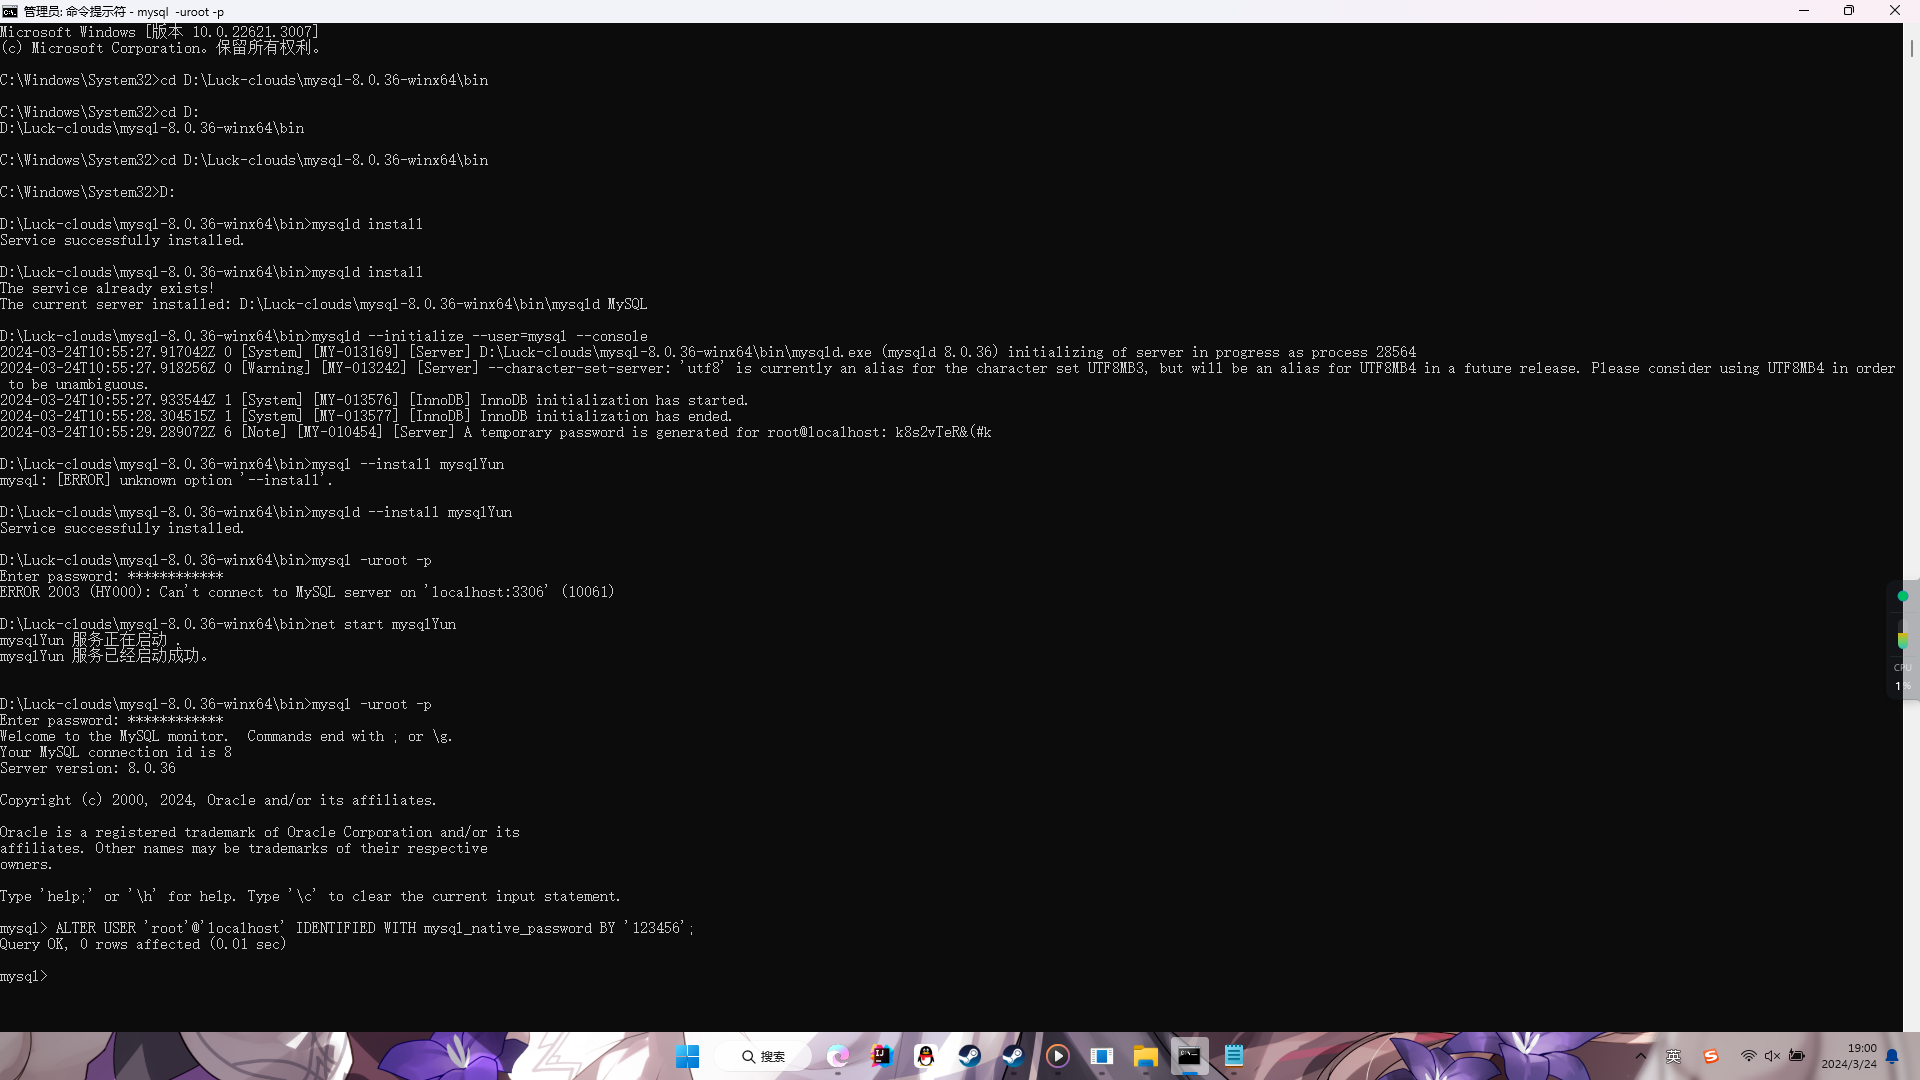 管理员: 命令提示符 - mysql  -uroot -p
Microsoft Windows [版本 10.0.22621.3007]
(c) Microsoft Corporation。保留所有权利。
C:\Windows\System32>cd D:\Luck-clouds\mysql-8.0.36-winx64\bin
C:\Windows\System32>cd D:
D:\Luck-clouds\mysql-8.0.36-winx64\bin
C:\Windows\System32>cd D:\Luck-clouds\mysql-8.0.36-winx64\bin
C:\Windows\System32>D:
D:\Luck-clouds\mysql-8.0.36-winx64\bin>mysqld install
Service successfully installed.
D:\Luck-clouds\mysql-8.0.36-winx64\bin>mysqld install
The service already exists!
The current server installed: D:\Luck-clouds\mysql-8.0.36-winx64\bin\mysqld MySQL
D:\Luck-clouds\mysql-8.0.36-winx64\bin>mysqld --initialize --user=mysql --console
2024-03-24T10:55:27.917042Z 0 [System] [MY-013169] [Server] D:\Luck-clouds\mysql-8.0.36-winx64\bin\mysqld.exe (mysqld 8.0.36) initializing of server in progress as process 28564
2024-03-24T10:55:27.918256Z 0 [Warning] [MY-013242] [Server] --character-set-server: 'utf8' is currently an alias for the character set UTF8MB3, but will be an alias for UTF8MB4 in a future release. Please consider using UTF8MB4 in order
 to be unambiguous.
2024-03-24T10:55:27.933544Z 1 [System] [MY-013576] [InnoDB] InnoDB initialization has started.
2024-03-24T10:55:28.304515Z 1 [System] [MY-013577] [InnoDB] InnoDB initialization has ended.
2024-03-24T10:55:29.289072Z 6 [Note] [MY-010454] [Server] A temporary password is generated for root@localhost: k8s2vTeR&(#k
D:\Luck-clouds\mysql-8.0.36-winx64\bin>mysql --install mysqlYun
mysql: [ERROR] unknown option '--install'.
D:\Luck-clouds\mysql-8.0.36-winx64\bin>mysqld --install mysqlYun
Service successfully installed.
D:\Luck-clouds\mysql-8.0.36-winx64\bin>mysql -uroot -p
Enter password: ************
ERROR 2003 (HY000): Can't connect to MySQL server on 'localhost:3306' (10061)
D:\Luck-clouds\mysql-8.0.36-winx64\bin>net start mysqlYun
mysqlYun 服务正在启动 .
mysqlYun 服务已经启动成功。
D:\Luck-clouds\mysql-8.0.36-winx64\bin>mysql -uroot -p
Enter password: ************
Welcome to the MySQL monitor.  Commands end with ; or \g.
Your MySQL connection id is 8
Server version: 8.0.36
Copyright (c) 2000, 2024, Oracle and/or its affiliates.
Oracle is a registered trademark of Oracle Corporation and/or its
affiliates. Other names may be trademarks of their respective
owners.
Type 'help;' or '\h' for help. Type '\c' to clear the current input statement.
mysql> ALTER USER 'root'@'localhost' IDENTIFIED WITH mysql_native_password BY '123456';
Query OK, 0 rows affected (0.01 sec)
mysql>
CPU
1%
搜索
英
19:00
2024/3/24